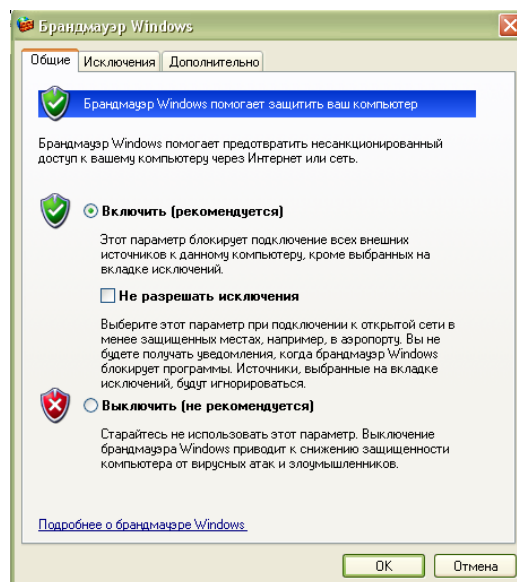 Брандмауэр Windows
Общие Исключения Дополнительно
Брандмауэр Windows помогает защитить ваш компьютер
Брандмауэр Windows помогает предотвратить несанкционированный
доступ к вашему компьютеру через Интернет или сеть.
Включить (рекомендуется)
Этот параметр блокирует подключение всех внешних
источников к данному компьютеру, кроме выбранных на
вкладке исключений.
Не разрешать исключения
Выберите этот параметр при подключении к открытой сети в
менее защищенных местах, например, в аэропорту. Вы не
будете получать уведомления, когда брандмауэр Windows
блокирует программы. Источники, выбранные на вкладке
исключений, будут игнорироваться.
Выключить (не рекомендуется)
Старайтесь не использовать этот параметр. Выключение
брандмауэра Windows приводит к снижению защищенности
компьютера от вирусных атак и злоумышленников.
Подробнее о брандмауэре Windows
OK Отмена